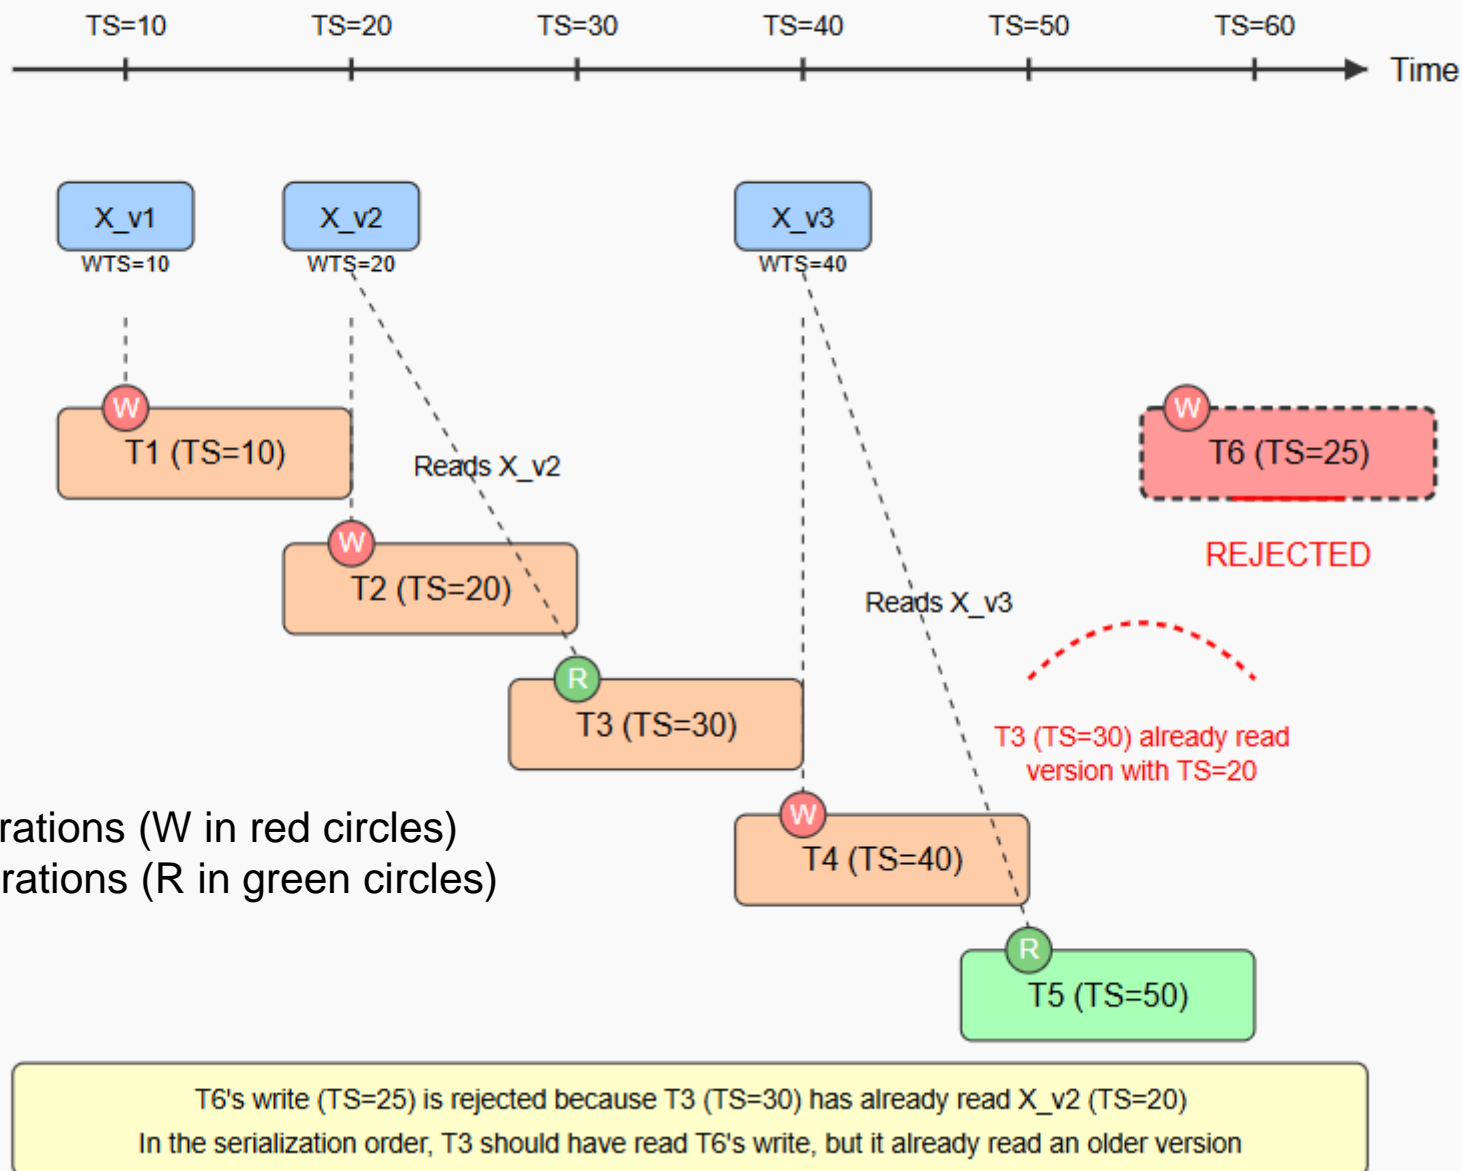 TS=10 TS=20 TS=30 TS=40 TS=50 TS=60
Time
X_v1 X_v2 X_v3
WTS=10 WTS=20 WTS=40
W W
T1 (TS=10) T6 (TS=25)
Reads X_v2
W
T2 (TS=20)
REJECTED
Reads X_v3
R
T3 (TS=30)
T3 (TS=30) already read
version with TS=20
W
rations (W in red circles)
T4 (TS=40)
rations (R in green circles)
R
T5 (TS=50)
T6's write (TS=25) is rejected because T3 (TS=30) has already read X_v2 (TS=20)
In the serialization order, T3 should have read T6's write, but it already read an older version